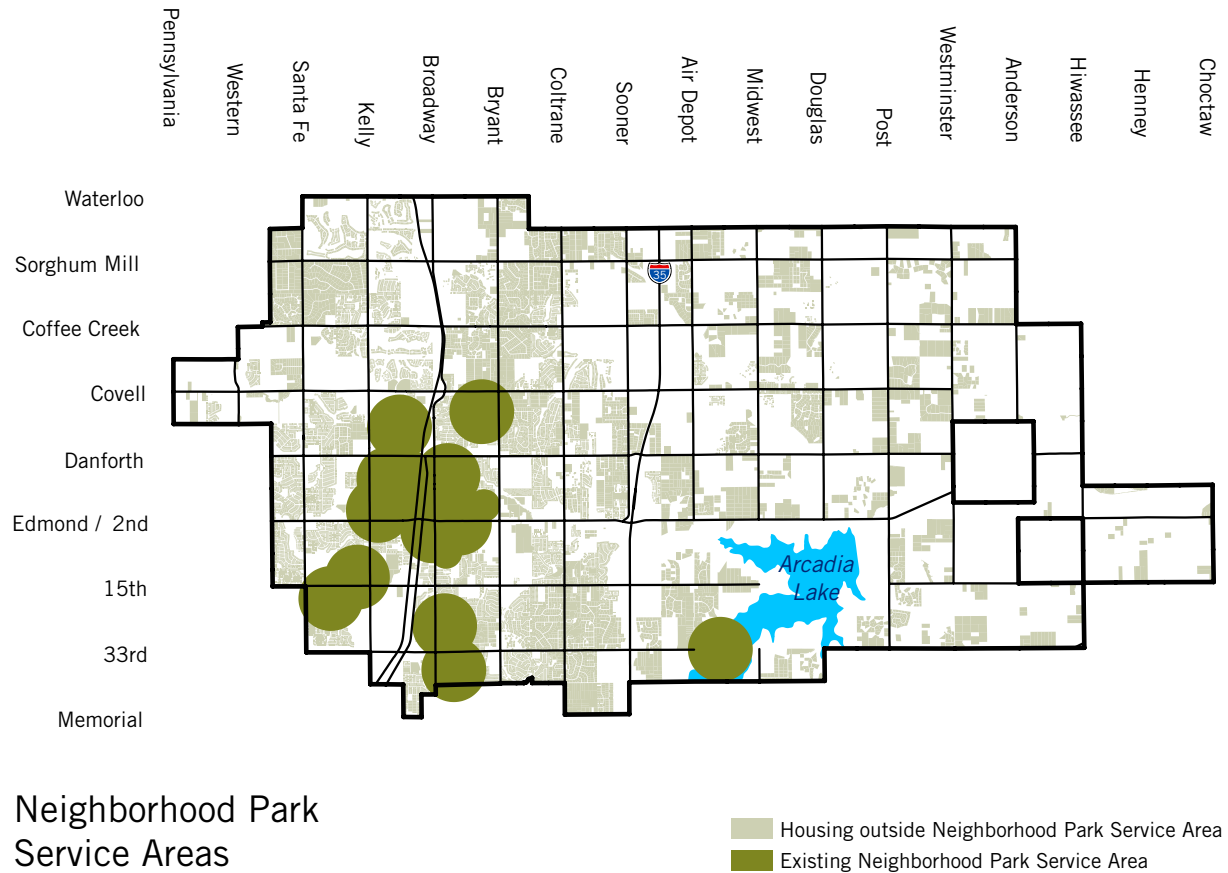 Pennsylvania
Western
Santa Fe
Kelly
Broadway
Bryant
Coltrane
Sooner
Air Depot
Midwest
Douglas
Post
Westminster
Anderson
Hiwassee
Henney
Choctaw
Waterloo
Sorghum Mill
35
Coffee Creek
Covell
Danforth
Edmond / 2nd
Arcadia
Lake
15th
33rd
Memorial
Neighborhood Park
Service Areas
Housing outside Neighborhood Park Service Area
Existing Neighborhood Park Service Area